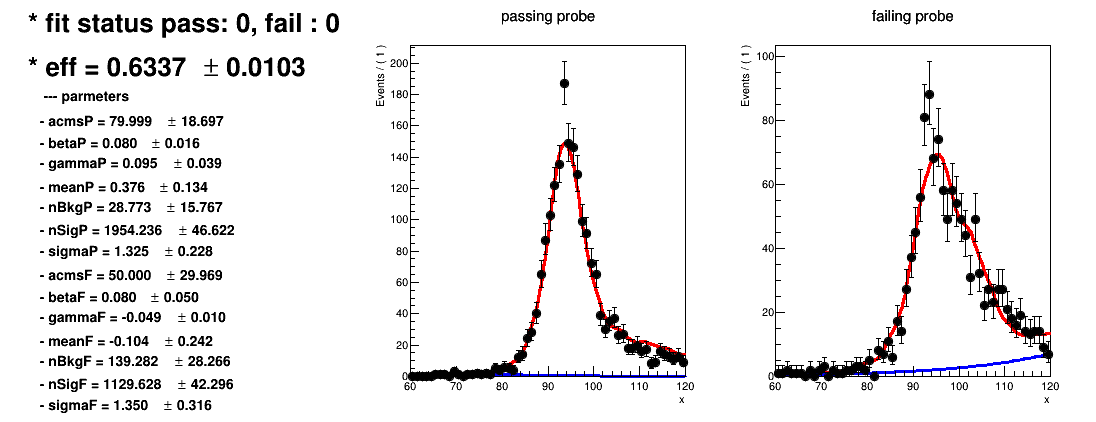 * fit status pass: 0, fail : 0
* eff = 0.6337 ± 0.0103
--- parmeters
- acmsP = 79.999 ± 18.697
- betaP = 0.080 ± 0.016
- gammaP = 0.095 ± 0.039
- meanP = 0.376 ± 0.134
- nBkgP = 28.773 ± 15.767
- nSigP = 1954.236 ± 46.622
- sigmaP = 1.325 ± 0.228
- acmsF = 50.000 ± 29.969
- betaF = 0.080 ± 0.050
- gammaF = -0.049 ± 0.010
- meanF = -0.104 ± 0.242
- nBkgF = 139.282 ± 28.266
- nSigF = 1129.628 ± 42.296
- sigmaF = 1.350 ± 0.316
passing probe
Events / ( 1 )
200
180
160
140
120
100
80
60
40
20
0
60 70 80 90 100 110 120
x
failing probe
Events / ( 1 )
100
80
60
40
20
0
60 70 80 90 100 110 120
x